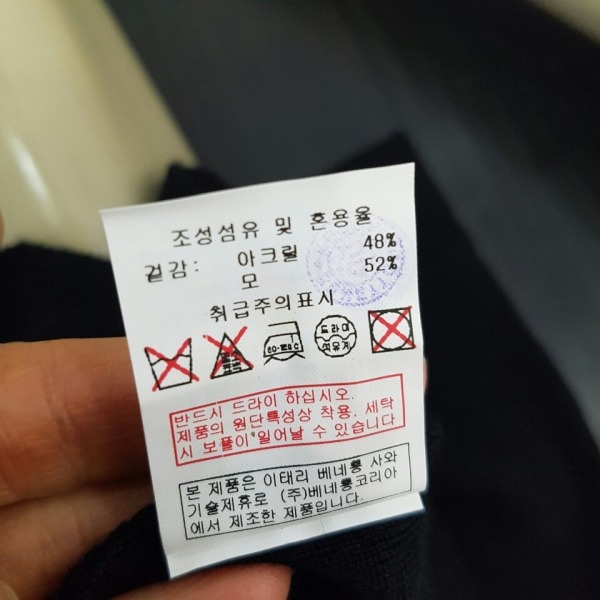 조성섬유 및 혼용율
겉감: 아크릴 48%
모 52%
취급주의표시
드라이
석유계
반드시 드라이 하십시오.
제품의 원단특성상 착용. 세탁
시 보풀이 일어날 수 있습니다
본 제품은 이태리 베네통 사와
기술제휴로 (주)베네통코리아
에서 제조한 제품입니다.